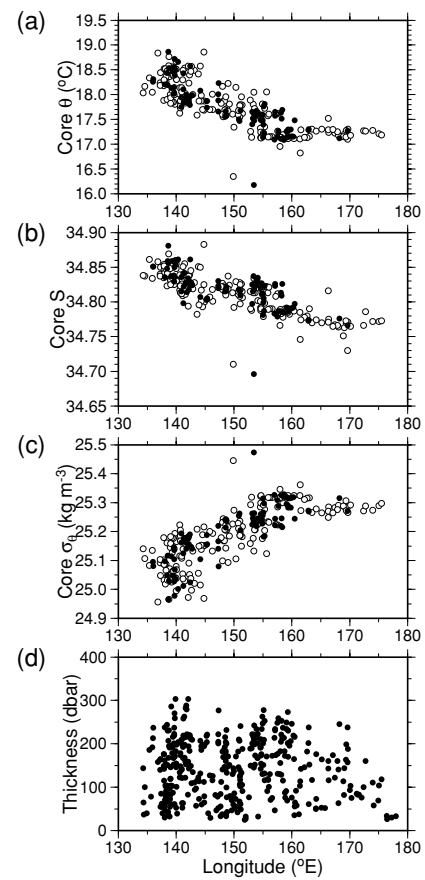 (a)
Core θ (°C)
19.5
19.0
18.5
18.0
17.5
17.0
16.5
16.0
130 140 150 160 170 180
(b)
Core S
34.90
34.85
34.80
34.75
34.70
34.65
130 140 150 160 170 180
(c)
Core σθ (kg m-3)
25.5
25.4
25.3
25.2
25.1
25.0
24.9
130 140 150 160 170 180
(d)
Thickness (dbar)
400
300
200
100
0
130 140 150 160 170 180
Longitude (°E)